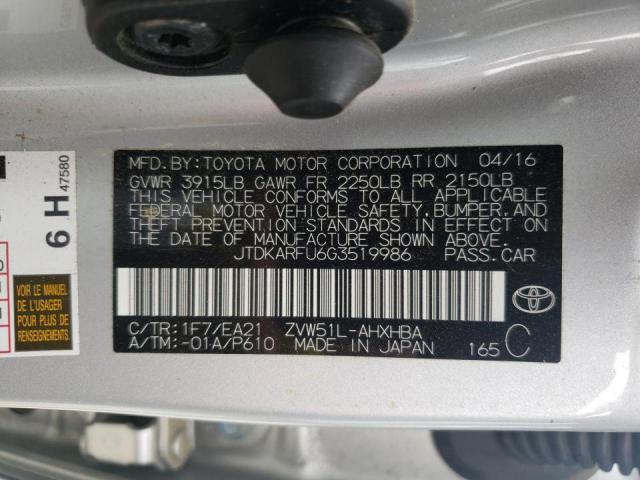 MFD.BY:TOYOTA MOTOR CORPORATION 04/16
GVWR 3915LB GAWR FR 2250LB RR 2150LB
THIS VEHICLE CONFORMS TO ALL APPLICABLE
FEDERAL MOTOR VEHICLE SAFETY,BUMPER,AND
THEFT PREVENTION STANDARDS IN EFFECT ON
THE DATE OF MANUFACTURE SHOWN ABOVE.
JTDKARFU6G3519986 PASS.CAR
C/TR:1F7/EA21 ZVW51L-AHXHBA
A/TM:-01A/P610 MADE IN JAPAN 165 C
6 H
47580
VOIR LE MANUEL
DE L'USAGER
POUR PLUS DE
RENSEIGNEMENTS.